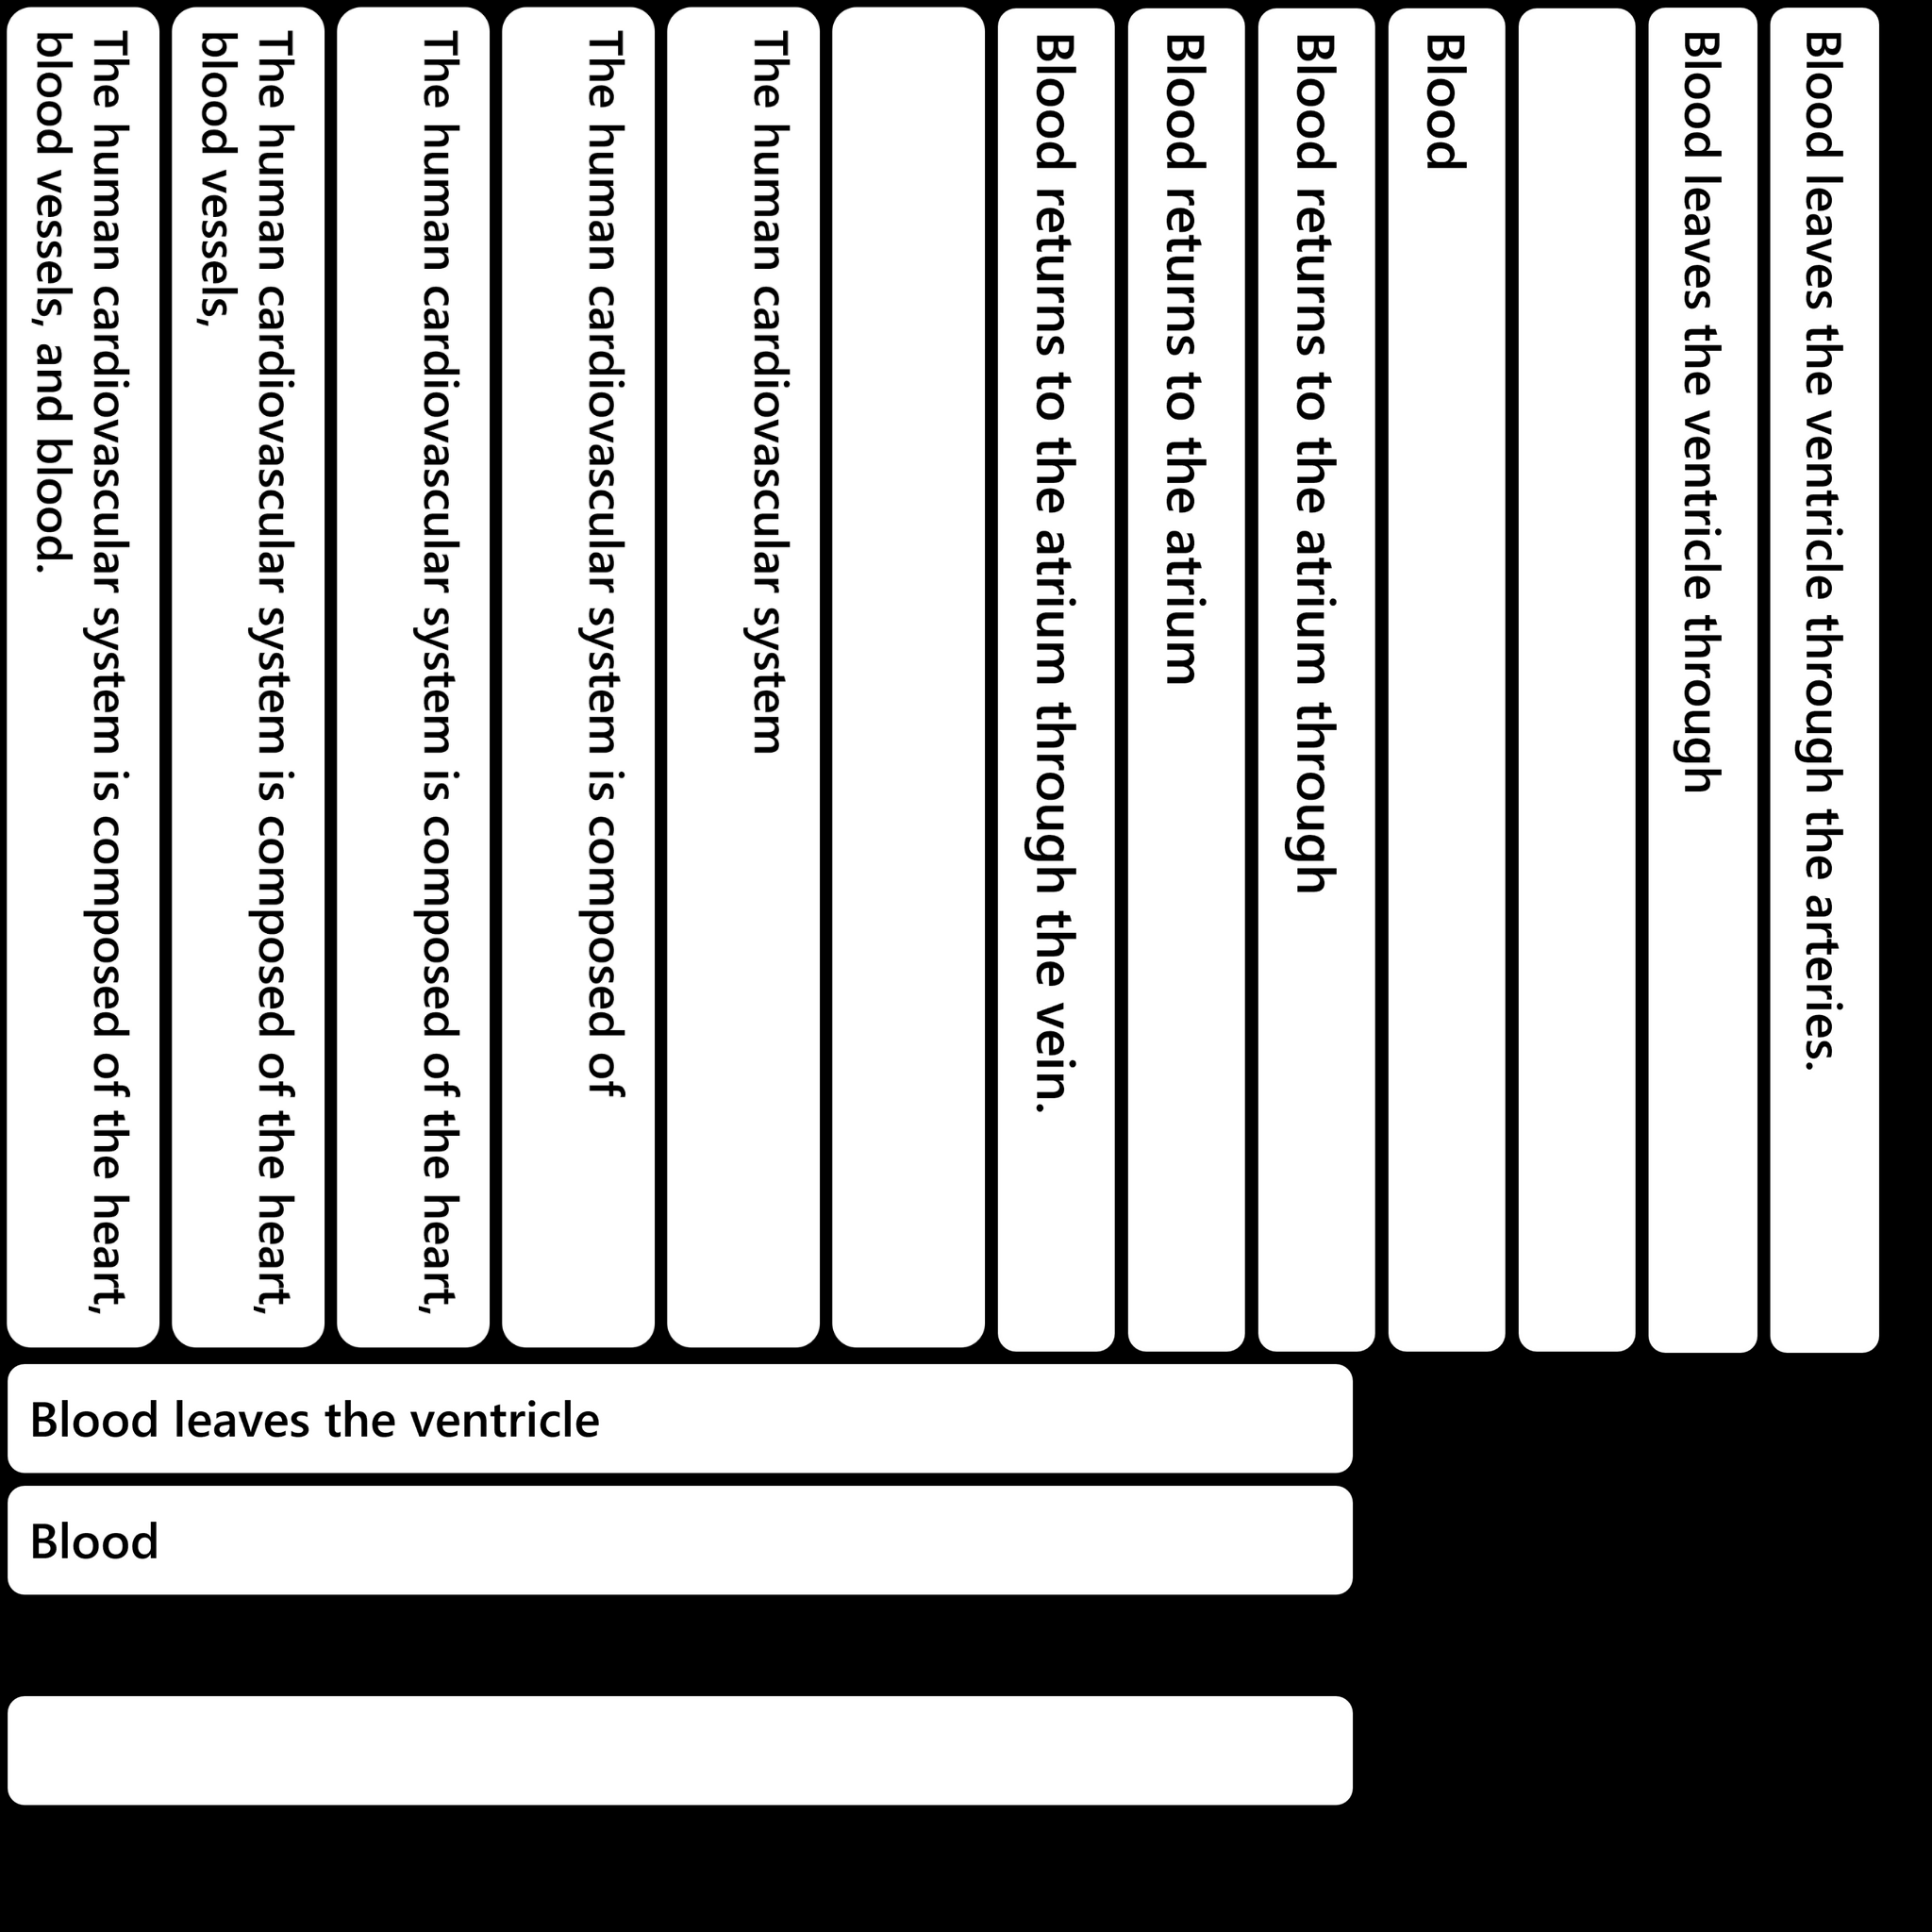 The human cardiovascular system is composed of the heart,
blood vessels, and blood.
The human cardiovascular system is composed of the heart,
blood vessels,
The human cardiovascular system is composed of the heart,
The human cardiovascular system is composed of
The human cardiovascular system
Blood returns to the atrium through the vein.
Blood returns to the atrium
Blood returns to the atrium through
Blood
Blood leaves the ventricle through
Blood leaves the ventricle through the arteries.
Blood leaves the ventricle
Blood